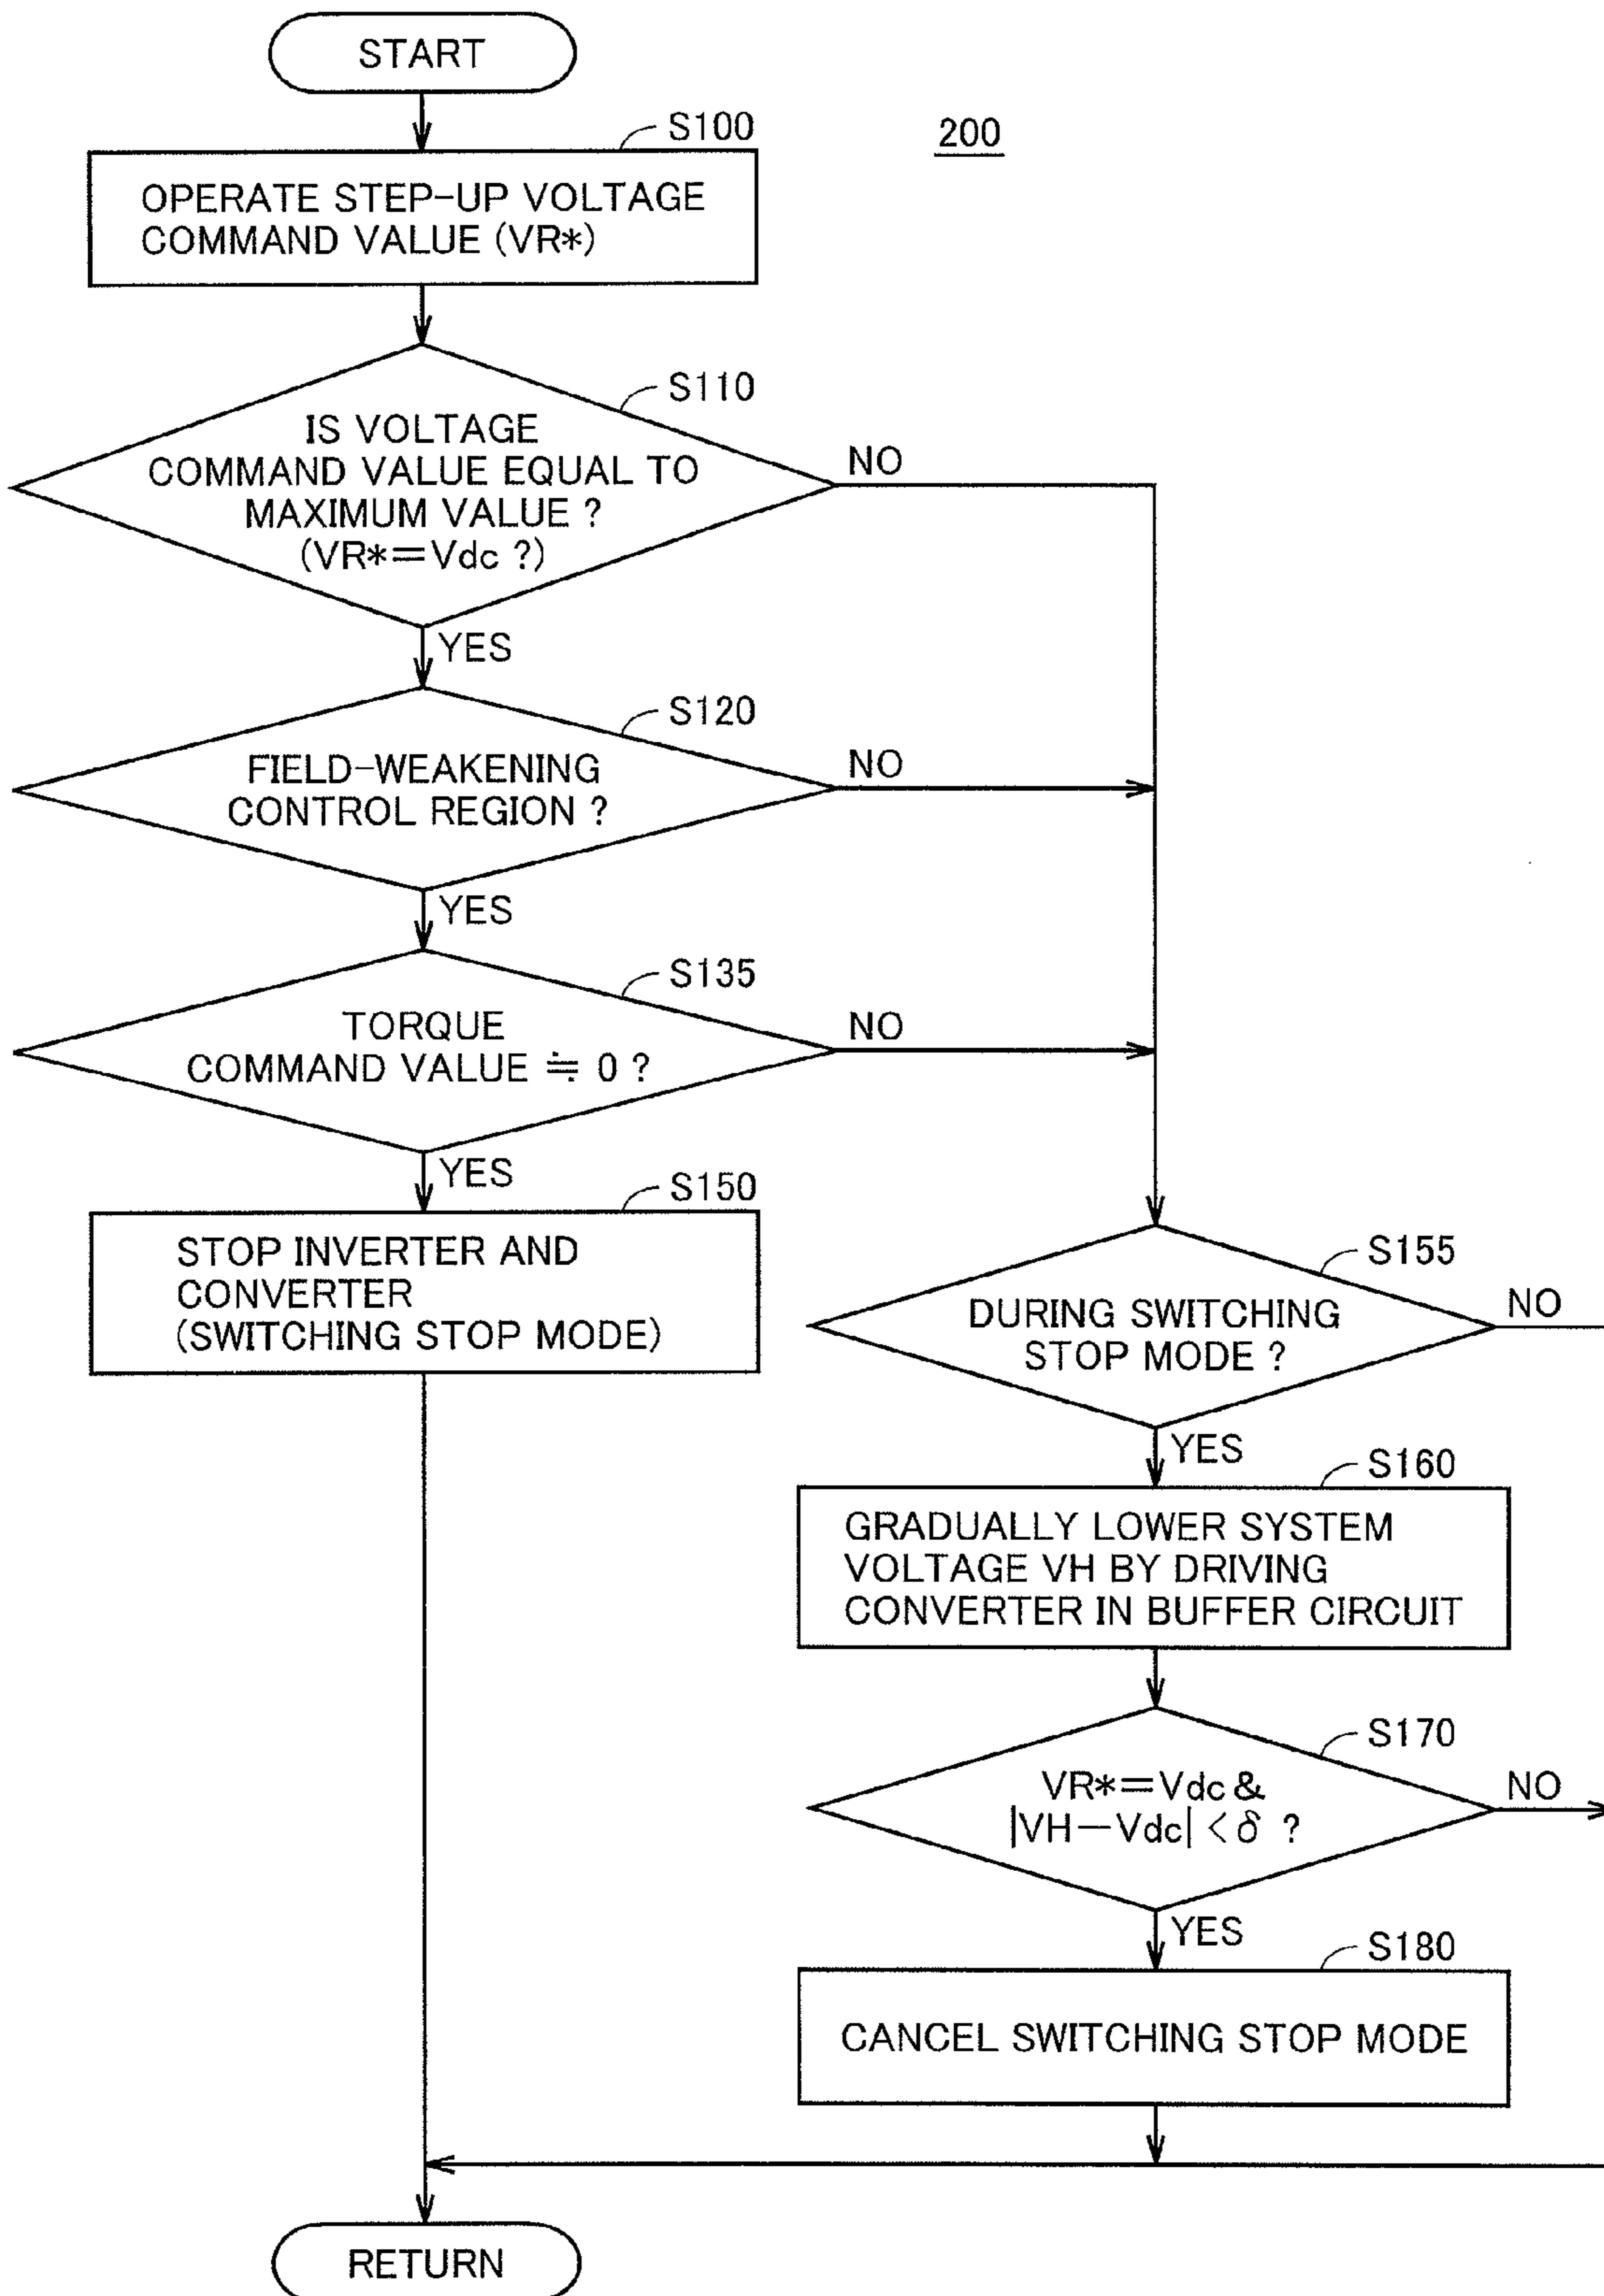 START
200
S100
OPERATE STEP-UP VOLTAGE
COMMAND VALUE (VR*)
S110
IS VOLTAGE
COMMAND VALUE EQUAL TO
MAXIMUM VALUE ?
(VR*=Vdc ?)
NO
YES
S120
FIELD-WEAKENING
CONTROL REGION ?
NO
YES
S135
TORQUE
COMMAND VALUE ≒ 0 ?
NO
YES
S150
STOP INVERTER AND
CONVERTER
(SWITCHING STOP MODE)
S155
DURING SWITCHING
STOP MODE ?
NO
YES
S160
GRADUALLY LOWER SYSTEM
VOLTAGE VH BY DRIVING
CONVERTER IN BUFFER CIRCUIT
S170
VR*=Vdc &
|VH-Vdc| <δ ?
NO
YES
S180
CANCEL SWITCHING STOP MODE
RETURN